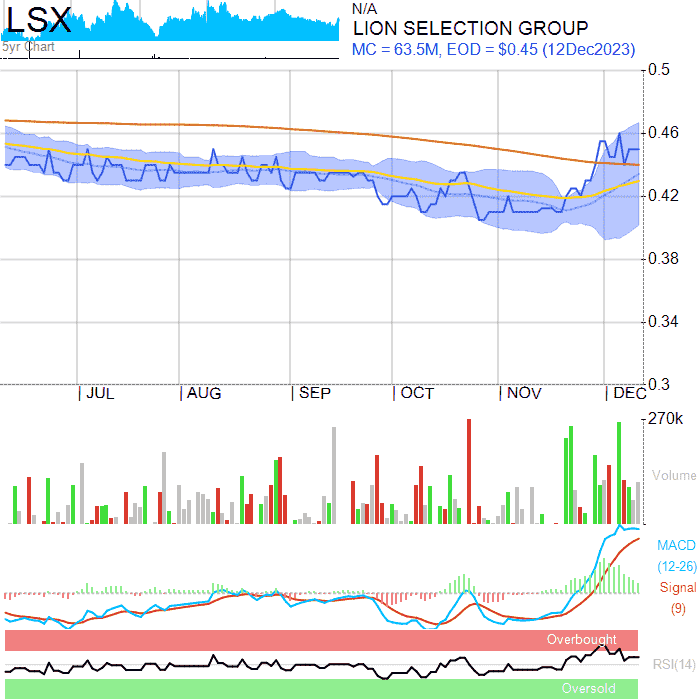 LSX
5yr Chart
N/A
LION SELECTION GROUP
MC = 63.5M, EOD = $0.45 (12Dec2023)
0.5
0.46
0.42
0.38
0.34
0.3
JUL AUG SEP OCT NOV DEC
270k
Volume
MACD
(12-26)
Signal
(9)
Overbought
RSI(14)
Oversold